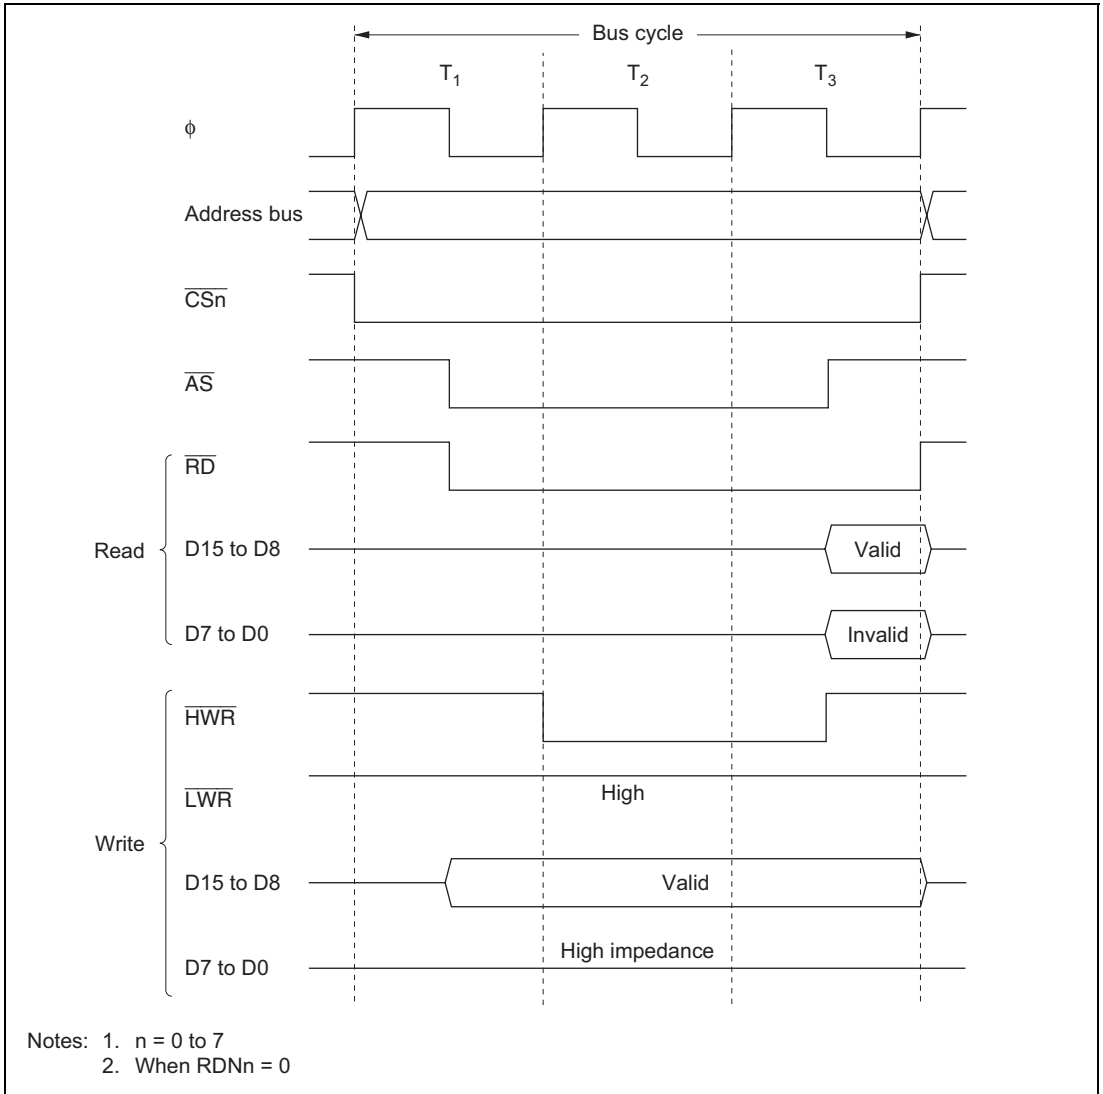 Bus cycle
T1 T2 T3
ϕ
Address bus
CSn
AS
RD
Read D15 to D8 Valid
D7 to D0 Invalid
HWR
LWR High
Write
D15 to D8 Valid
D7 to D0 High impedance
Notes: 1. n = 0 to 7
2. When RDNn = 0